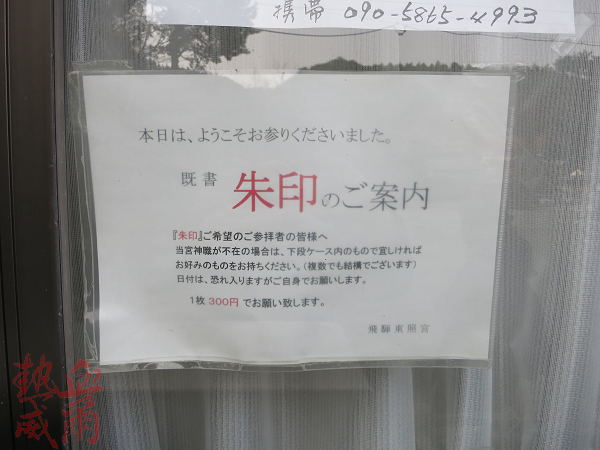 携帯 090-5865-4993
本日は、ようこそお参りくださいました。
既書 朱印のご案内
『朱印』ご希望のご参拝者の皆様へ
当宮神職が不在の場合は、下段ケース内のもので宜しければ
お好みのものをお持ちください。（複数でも結構でございます）
日付は、恐れ入りますがご自身でお願いします。
1枚 300円 でお願い致します。
飛騨東照宮
熱血
威爾